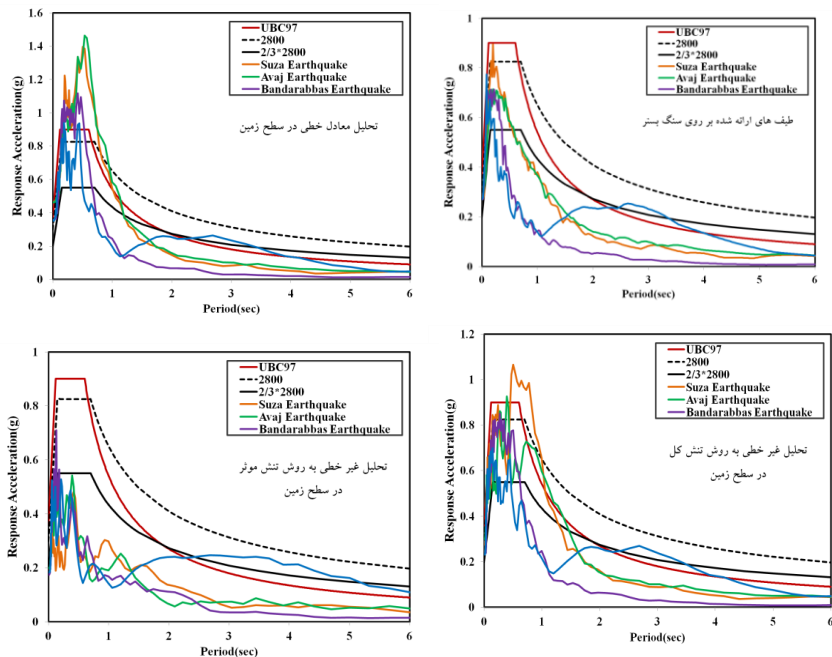 1.6
1.4
1.2
1
0.8
0.6
0.4
0.2
0
Response Acceleration(g)
UBC97
2800
2/3*2800
Suza Earthquake
Avaj Earthquake
Bandarabbas Earthquake
تحلیل معادل خطی در سطح زمین
0 1 2 3 4 5 6
Period(sec)
1
0.8
0.6
0.4
0.2
0
Response Acceleration(g)
UBC97
2800
2/3*2800
Suza Earthquake
Avaj Earthquake
Bandarabbas Earthquake
طیف های ارائه شده بر روی سنگ بستر
0 1 2 3 4 5 6
Period(sec)
1
0.8
0.6
0.4
0.2
0
Response Acceleration(g)
UBC97
2800
2/3*2800
Suza Earthquake
Avaj Earthquake
Bandarabbas Earthquake
تحلیل غیر خطی به روش تنش موثر
در سطح زمین
0 1 2 3 4 5 6
Period(sec)
1.2
1
0.8
0.6
0.4
0.2
0
Response Acceleration(g)
UBC97
2800
2/3*2800
Suza Earthquake
Avaj Earthquake
Bandarabbas Earthquake
تحلیل غیر خطی به روش تنش کل
در سطح زمین
0 1 2 3 4 5 6
Period(sec)